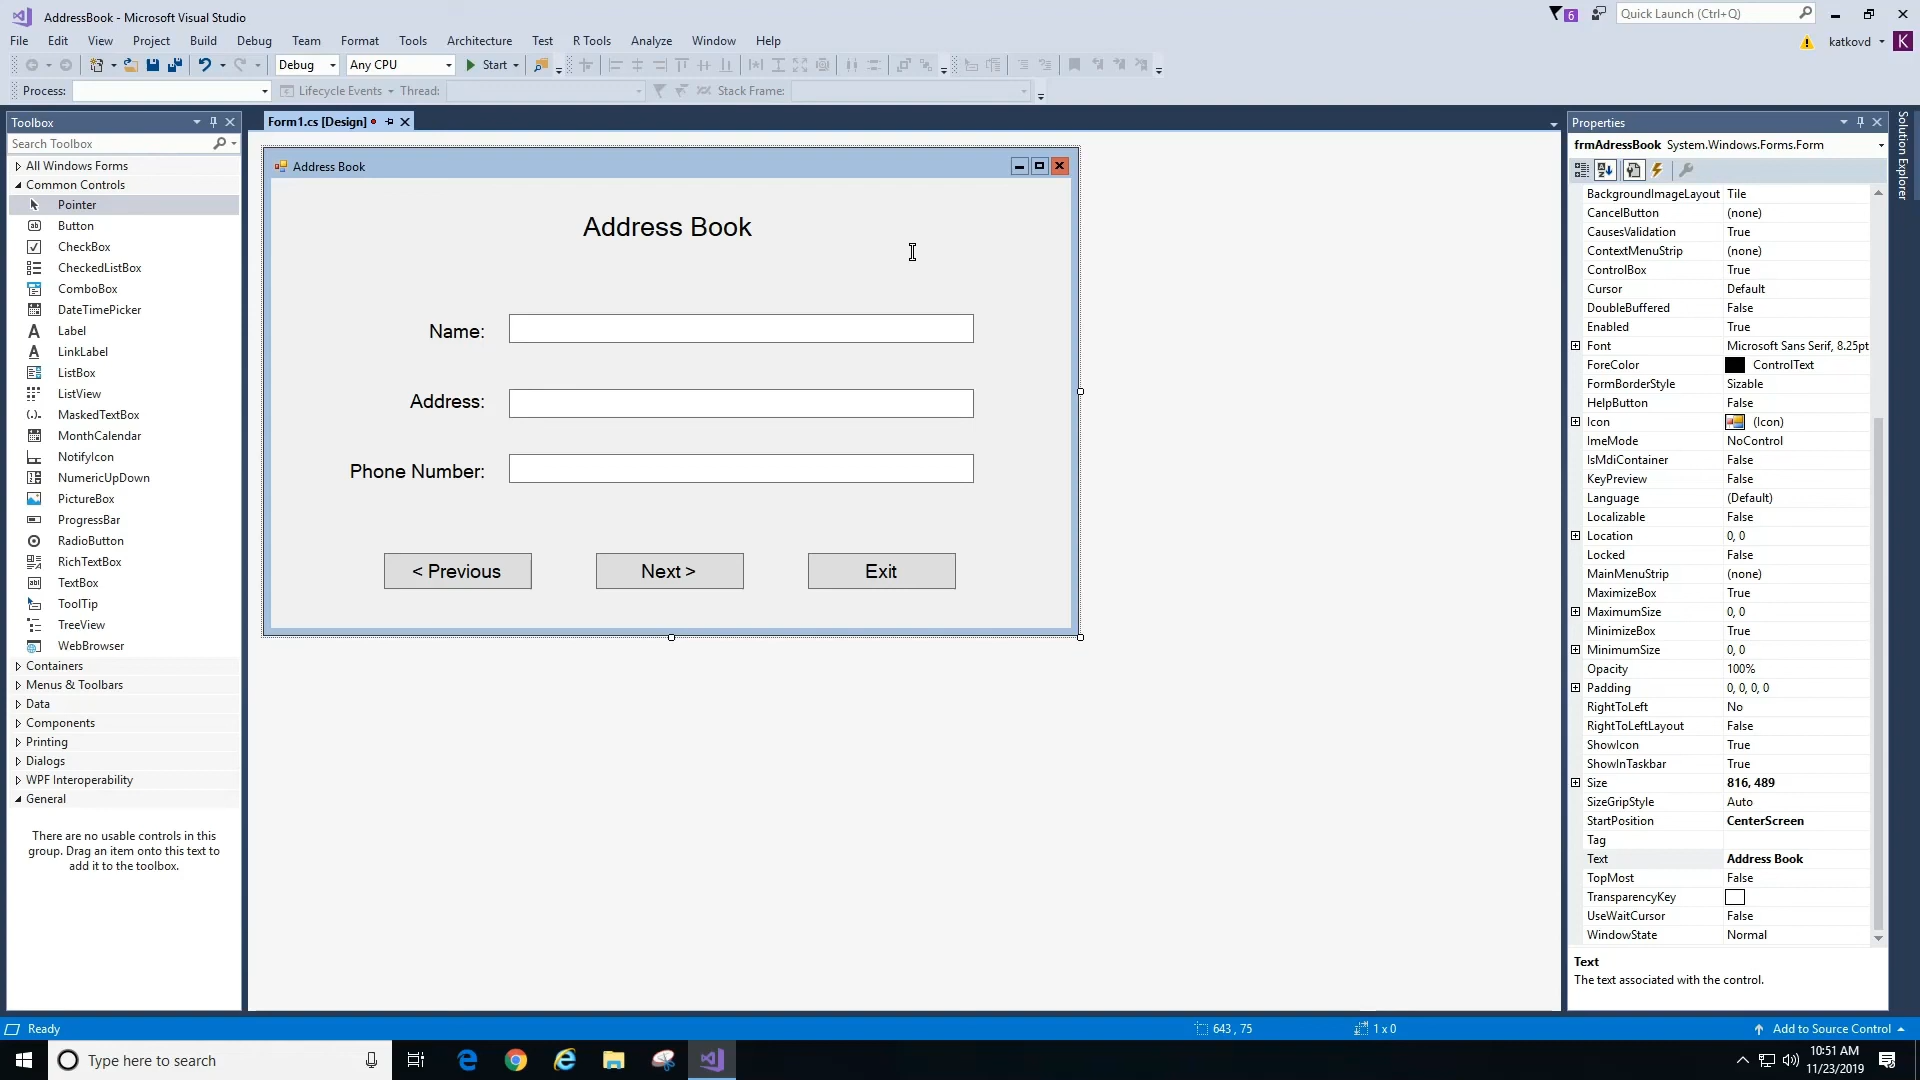 AddressBook - Microsoft Visual Studio
6
Quick Launch (Ctrl+Q)
File Edit View Project Build Debug Team Format Tools Architecture Test R Tools Analyze Window Help
katkovd K
Debug Any CPU Start
Process: Lifecycle Events Thread: Stack Frame:
Toolbox
Search Toolbox
All Windows Forms
Common Controls
Pointer
Button
CheckBox
CheckedListBox
ComboBox
DateTimePicker
Label
LinkLabel
ListBox
ListView
MaskedTextBox
MonthCalendar
NotifyIcon
NumericUpDown
PictureBox
ProgressBar
RadioButton
RichTextBox
TextBox
ToolTip
TreeView
WebBrowser
Containers
Menus & Toolbars
Data
Components
Printing
Dialogs
WPF Interoperability
General
There are no usable controls in this
group. Drag an item onto this text to
add it to the toolbox.
Form1.cs [Design]
Address Book
Address Book
Name:
Address:
Phone Number:
< Previous Next > Exit
Properties
frmAdressBook System.Windows.Forms.Form
BackgroundImageLayout Tile
CancelButton (none)
CausesValidation True
ContextMenuStrip (none)
ControlBox True
Cursor Default
DoubleBuffered False
Enabled True
Font Microsoft Sans Serif, 8.25pt
ForeColor ControlText
FormBorderStyle Sizable
HelpButton False
Icon (Icon)
ImeMode NoControl
IsMdiContainer False
KeyPreview False
Language (Default)
Localizable False
Location 0, 0
Locked False
MainMenuStrip (none)
MaximizeBox True
MaximumSize 0, 0
MinimizeBox True
MinimumSize 0, 0
Opacity 100%
Padding 0, 0, 0, 0
RightToLeft No
RightToLeftLayout False
ShowIcon True
ShowInTaskbar True
Size 816, 489
SizeGripStyle Auto
StartPosition CenterScreen
Tag
Text Address Book
TopMost False
TransparencyKey
UseWaitCursor False
WindowState Normal
Text
The text associated with the control.
Solution Explorer
Ready
643 , 75
1 x 0
Add to Source Control
Type here to search
10:51 AM
11/23/2019